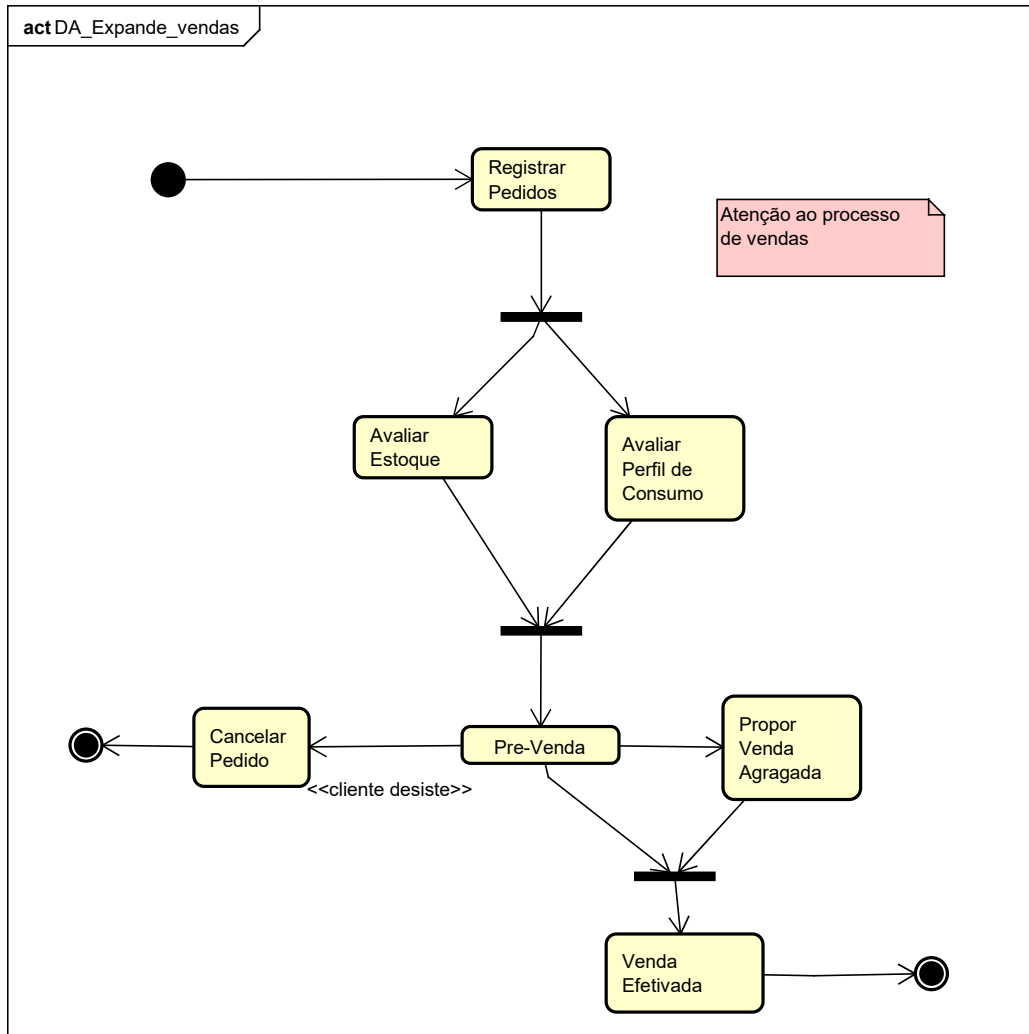 act DA_Expande_vendas
Registrar
Pedidos
Atenção ao processo
de vendas
Avaliar
Estoque
Avaliar
Perfil de
Consumo
Cancelar
Pedido
<<cliente desiste>>
Pre-Venda
Propor
Venda
Agragada
Venda
Efetivada